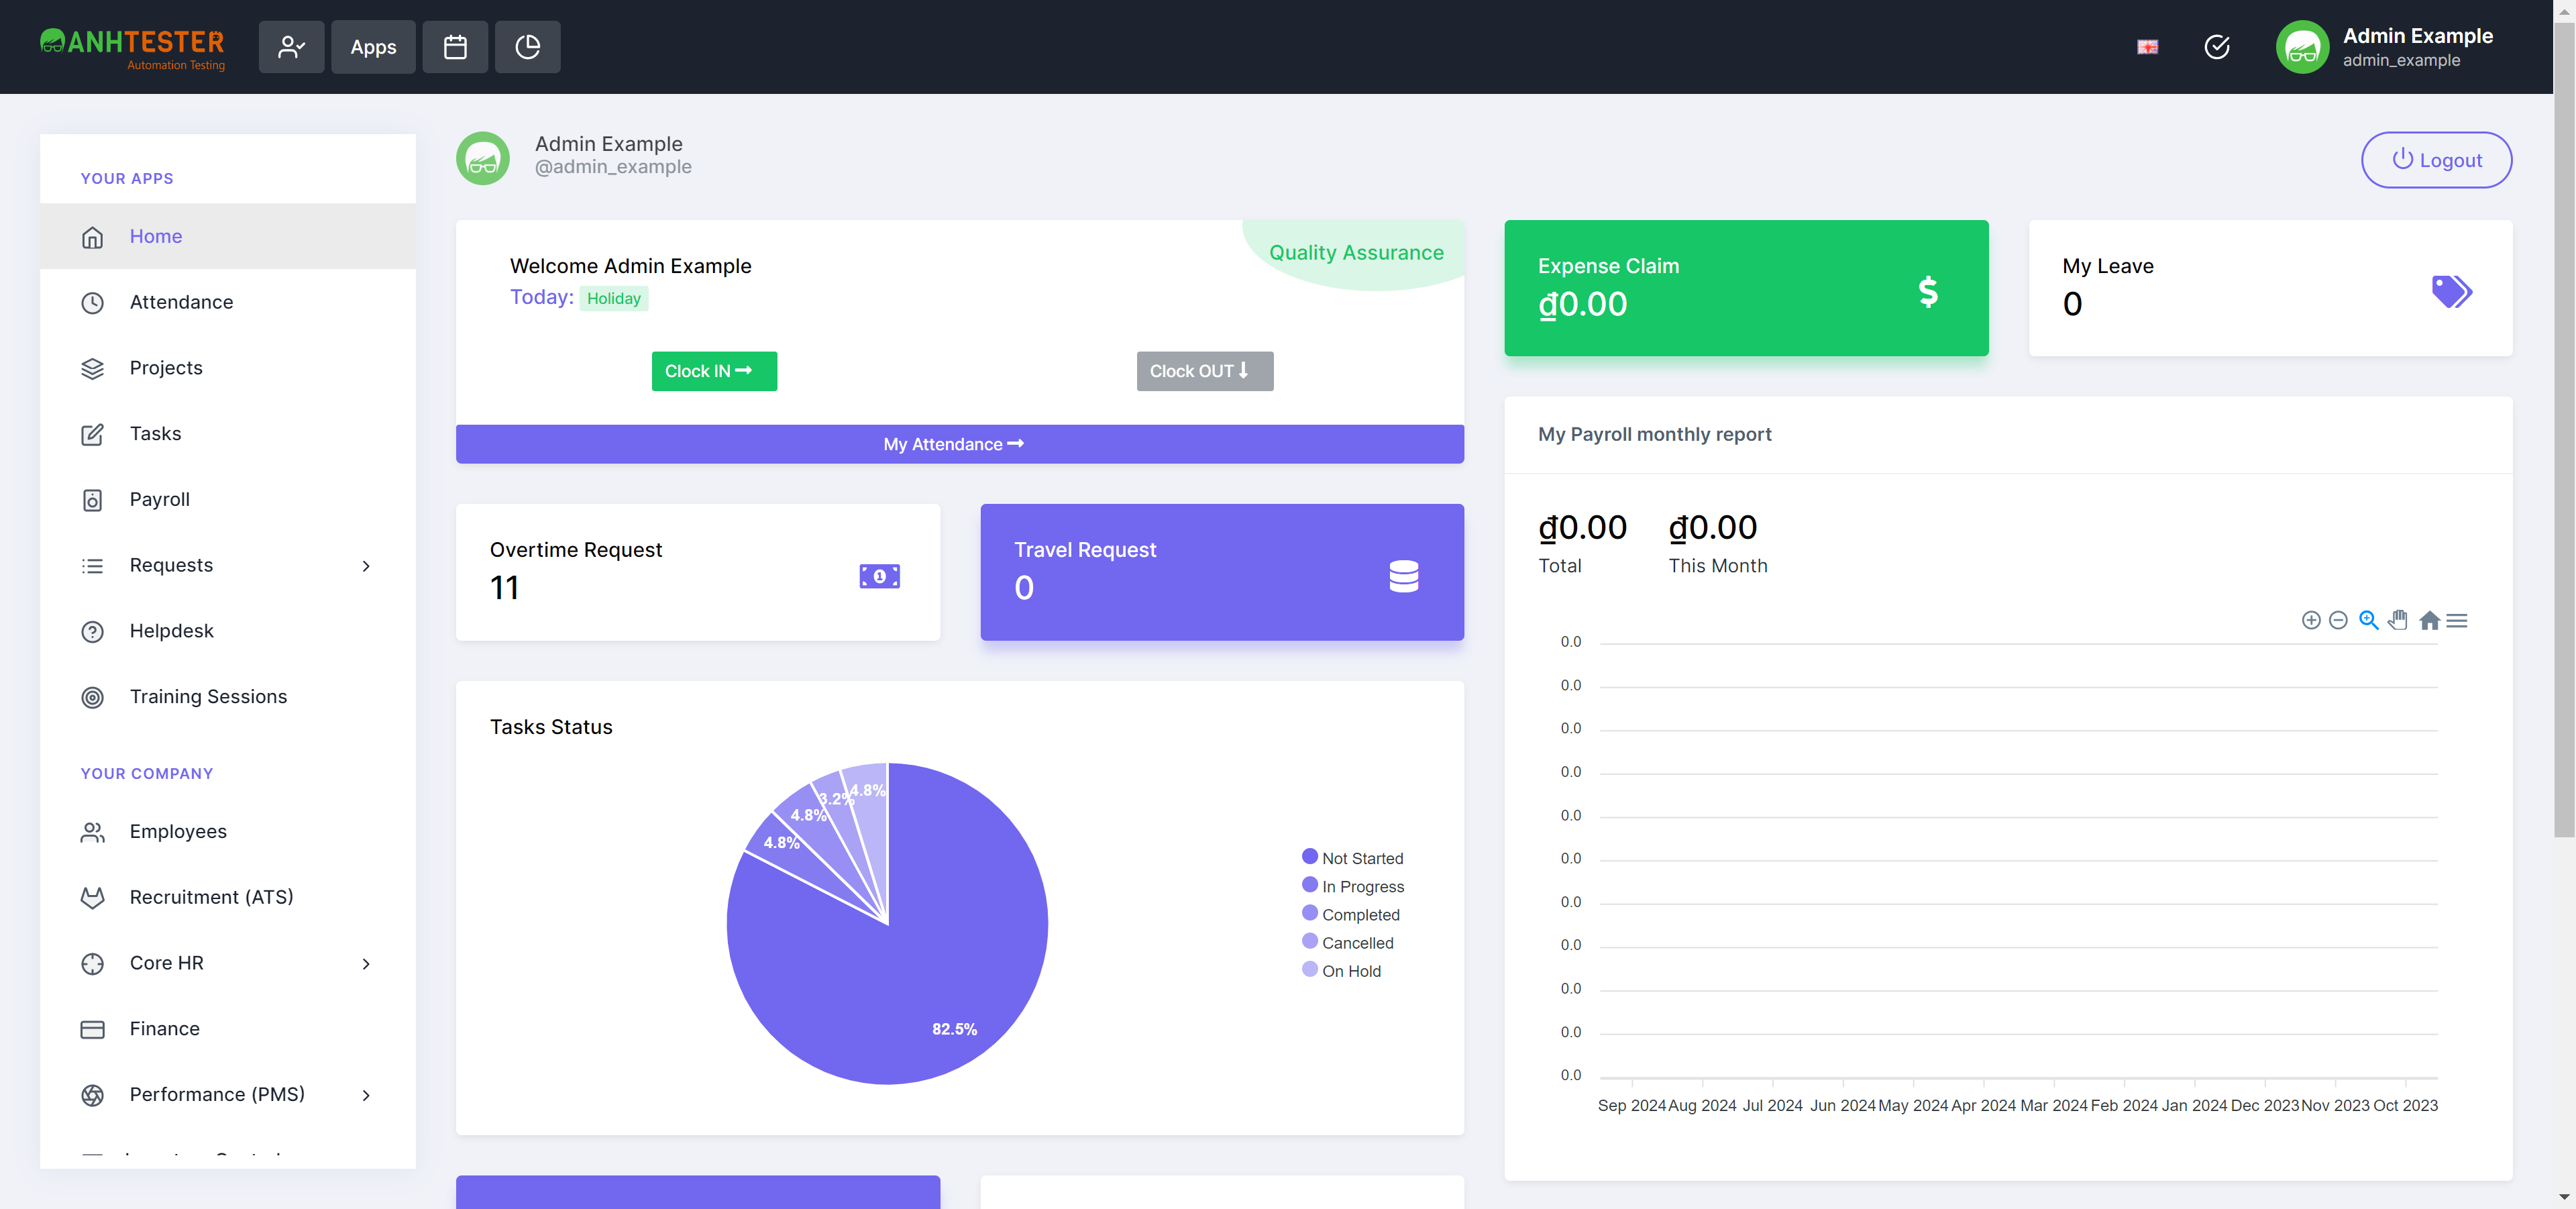 ANHTESTER
Automation Testing
Apps
Admin Example
admin_example
YOUR APPS
Home
Attendance
Projects
Tasks
Payroll
Requests
Helpdesk
Training Sessions
YOUR COMPANY
Employees
Recruitment (ATS)
Core HR
Finance
Performance (PMS)
Admin Example
@admin_example
Logout
Welcome Admin Example
Today: Holiday
Quality Assurance
Clock IN
Clock OUT
My Attendance
Expense Claim
₫0.00
My Leave
0
Overtime Request
11
Travel Request
0
Tasks Status
4.8%
3.2%
4.8%
4.8%
82.5%
Not Started
In Progress
Completed
Cancelled
On Hold
My Payroll monthly report
₫0.00
Total
₫0.00
This Month
0.0
0.0
0.0
0.0
0.0
0.0
0.0
0.0
0.0
0.0
0.0
Sep 2024 Aug 2024 Jul 2024 Jun 2024 May 2024 Apr 2024 Mar 2024 Feb 2024 Jan 2024 Dec 2023 Nov 2023 Oct 2023